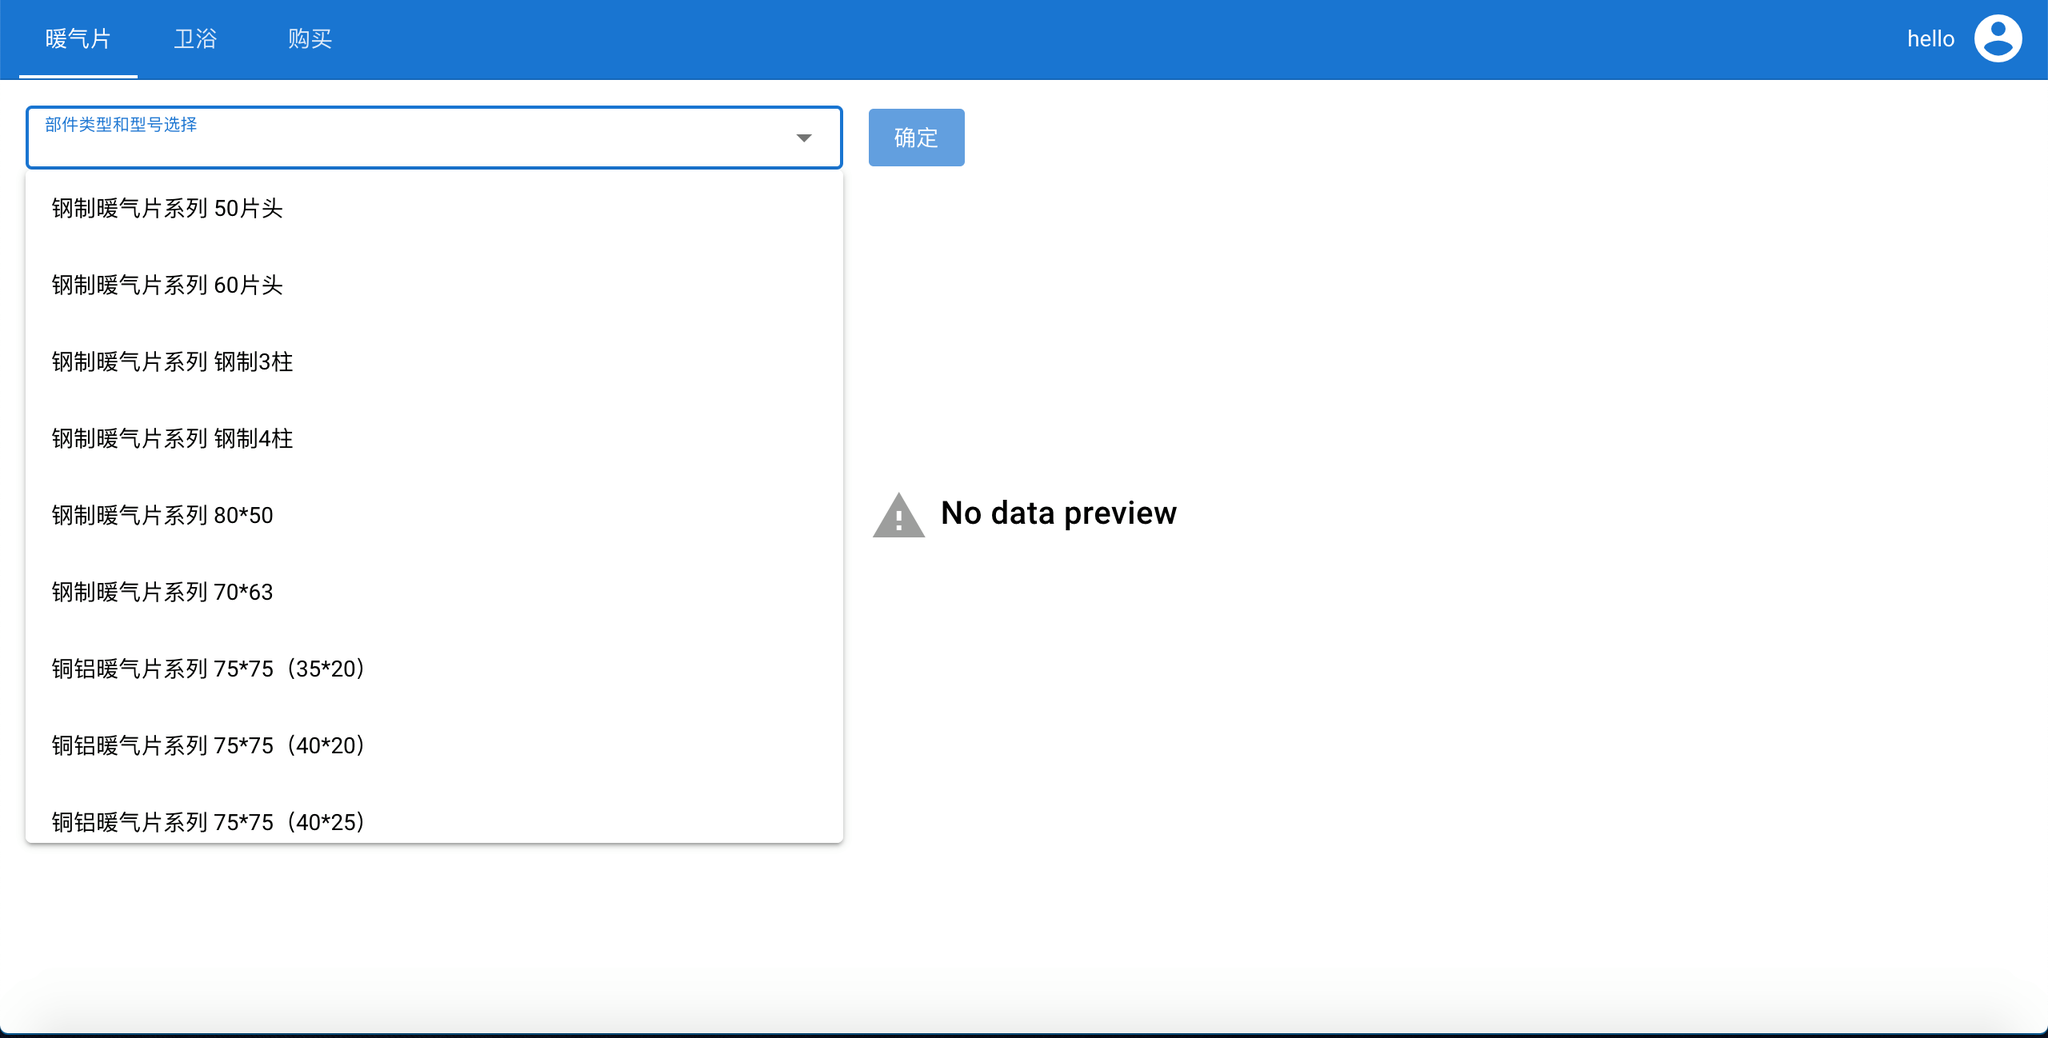 暖气片 卫浴 购买 hello
部件类型和型号选择
确定
钢制暖气片系列 50片头
钢制暖气片系列 60片头
钢制暖气片系列 钢制3柱
钢制暖气片系列 钢制4柱
钢制暖气片系列 80*50
钢制暖气片系列 70*63
铜铝暖气片系列 75*75（35*20）
铜铝暖气片系列 75*75（40*20）
铜铝暖气片系列 75*75（40*25）
No data preview